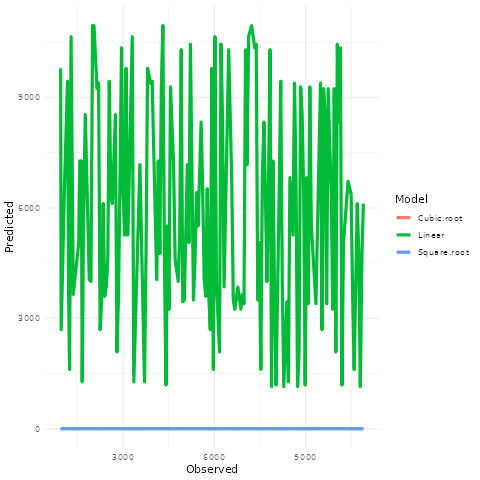 9000
6000
3000
0
3000
6000
9000
Observed
Predicted
Model
Cubic.root
Linear
Square.root